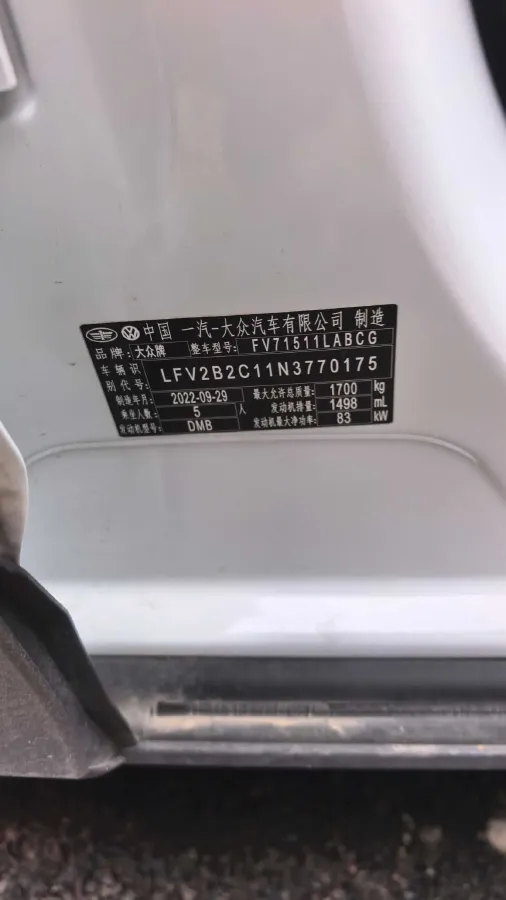 中国 一汽-大众汽车有限公司 制造
品牌: 大众牌 整车型号: FV71511LABCG
车辆识别代号: LFV2B2C11N3770175
制造年月: 2022-09-29 最大允许总质量: 1700 kg
乘坐人数: 5 人 发动机排量: 1498 mL
发动机型号: DMB 发动机最大净功率: 83 kW